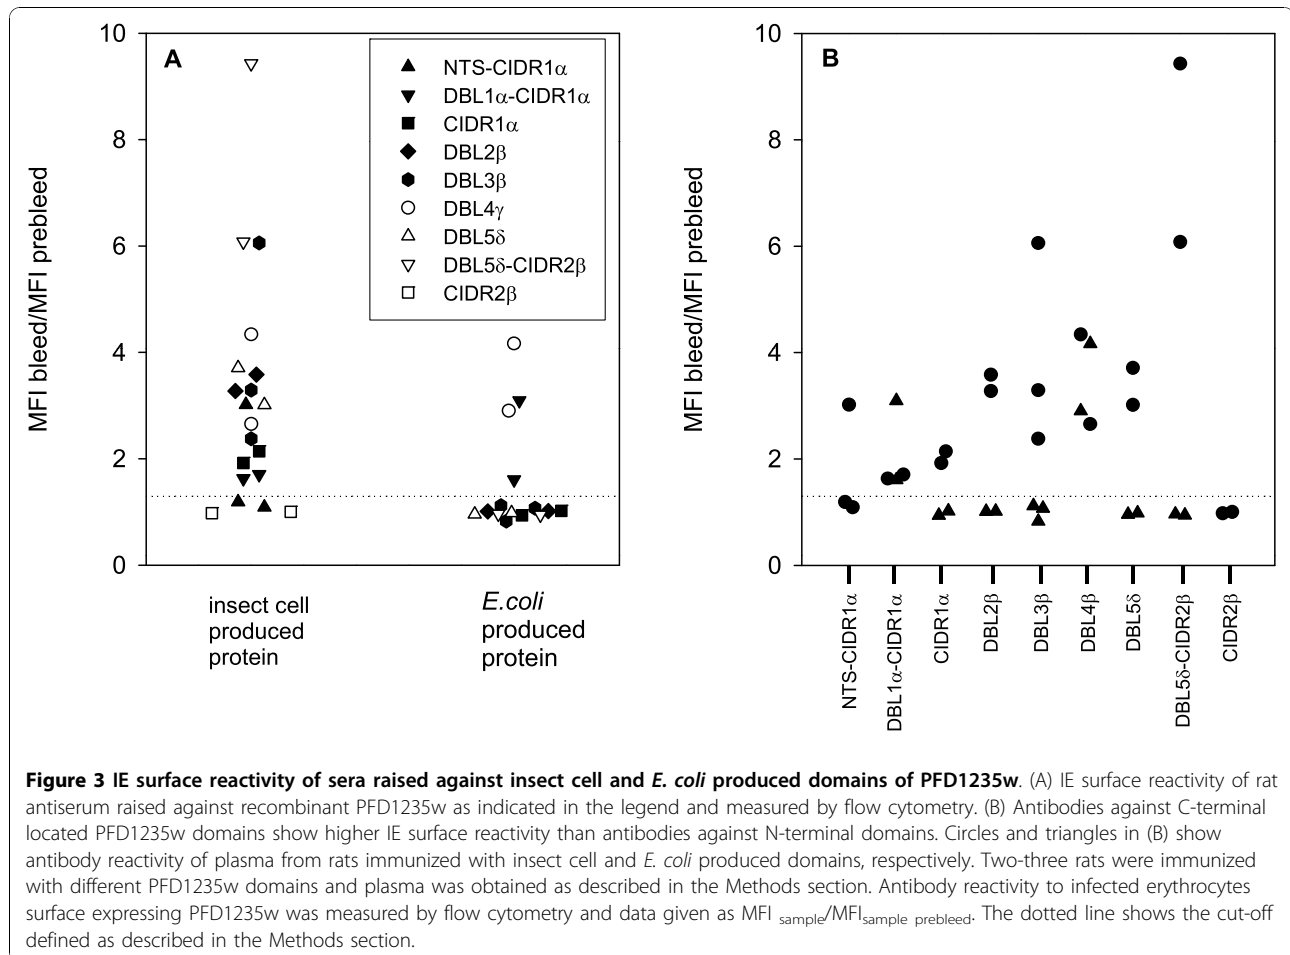 A
MFI bleed/MFI prebleed
10
8
6
4
2
0
NTS-CIDR1α
DBL1α-CIDR1α
CIDR1α
DBL2β
DBL3β
DBL4γ
DBL5δ
DBL5δ-CIDR2β
CIDR2β
insect cell
produced
protein
E.coli
produced
protein
B
MFI bleed/MFI prebleed
10
8
6
4
2
0
NTS-CIDR1α
DBL1α-CIDR1α
CIDR1α
DBL2β
DBL3β
DBL4β
DBL5δ
DBL5δ-CIDR2β
CIDR2β
Figure 3 IE surface reactivity of sera raised against insect cell and E. coli produced domains of PFD1235w. (A) IE surface reactivity of rat
antiserum raised against recombinant PFD1235w as indicated in the legend and measured by flow cytometry. (B) Antibodies against C-terminal
located PFD1235w domains show higher IE surface reactivity than antibodies against N-terminal domains. Circles and triangles in (B) show
antibody reactivity of plasma from rats immunized with insect cell and E. coli produced domains, respectively. Two-three rats were immunized
with different PFD1235w domains and plasma was obtained as described in the Methods section. Antibody reactivity to infected erythrocytes
surface expressing PFD1235w was measured by flow cytometry and data given as MFI sample/MFIsample prebleed. The dotted line shows the cut-off
defined as described in the Methods section.